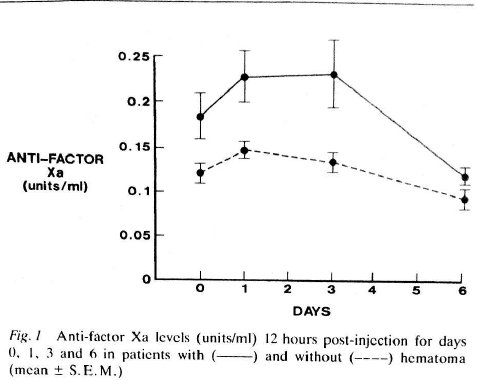 0.25
0.2
0.15
0.1
0.05
0
ANTI-FACTOR
Xa
(units/ml)
0 1 2 3 4 5 6
DAYS
Fig. 1 Anti-factor Xa levels (units/ml) 12 hours post-injection for days
0, 1, 3 and 6 in patients with (——) and without (----) hematoma
(mean ± S.E.M.)